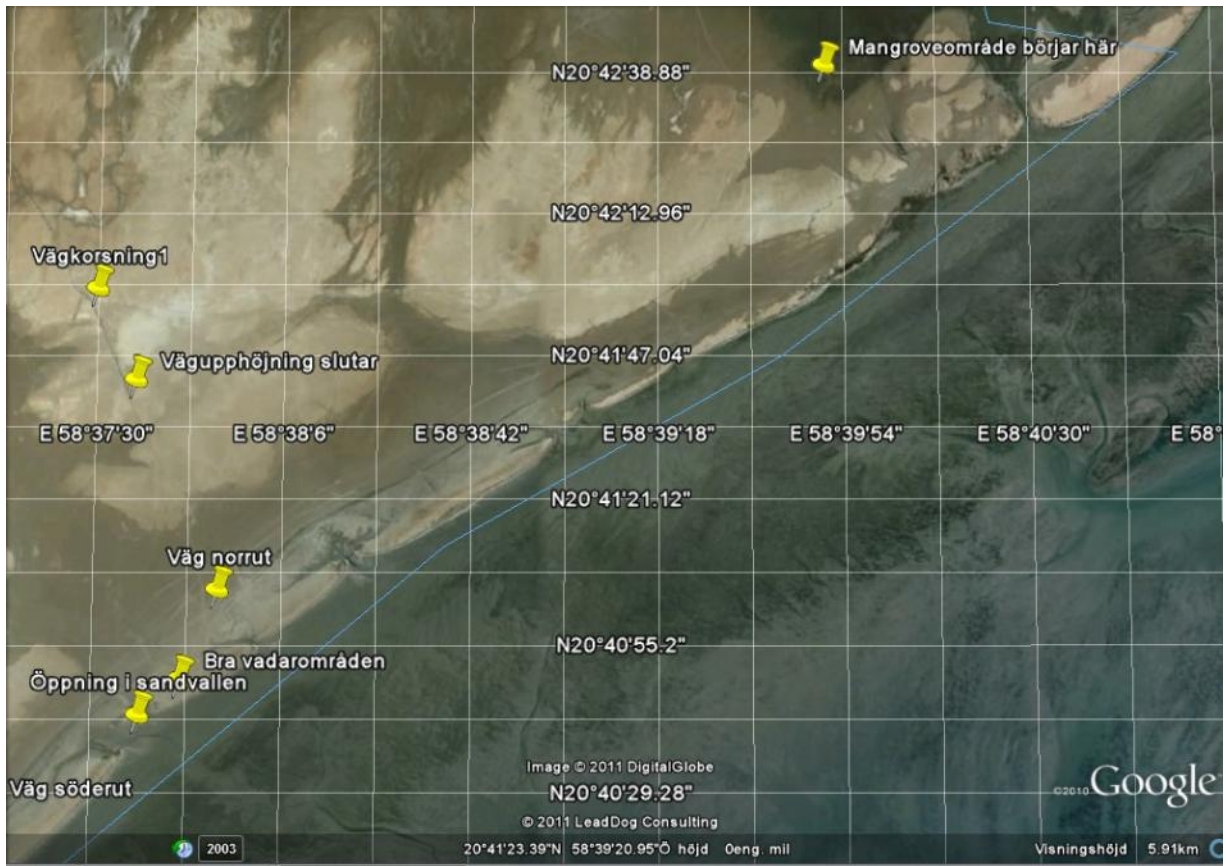 Mangroveområde börjar här
N20°42'38.88"
N20°42'12.96"
Vägkorsning1
N20°41'47.04"
Vägupphöjning slutar
E 58°37'30" E 58°38'6" E 58°38'42" E 58°39'18" E 58°39'54" E 58°40'30" E 58°
N20°41'21.12"
Väg norrut
N20°40'55.2"
Bra vadarområden
Öppning i sandvallen
Image © 2011 DigitalGlobe
Väg söderut
N20°40'29.28"
©2010 Google
© 2011 LeadDog Consulting
2003 20°41'23.39"N 58°39'20.95"Ö höjd 0eng. mil Visningshöjd 5.91km